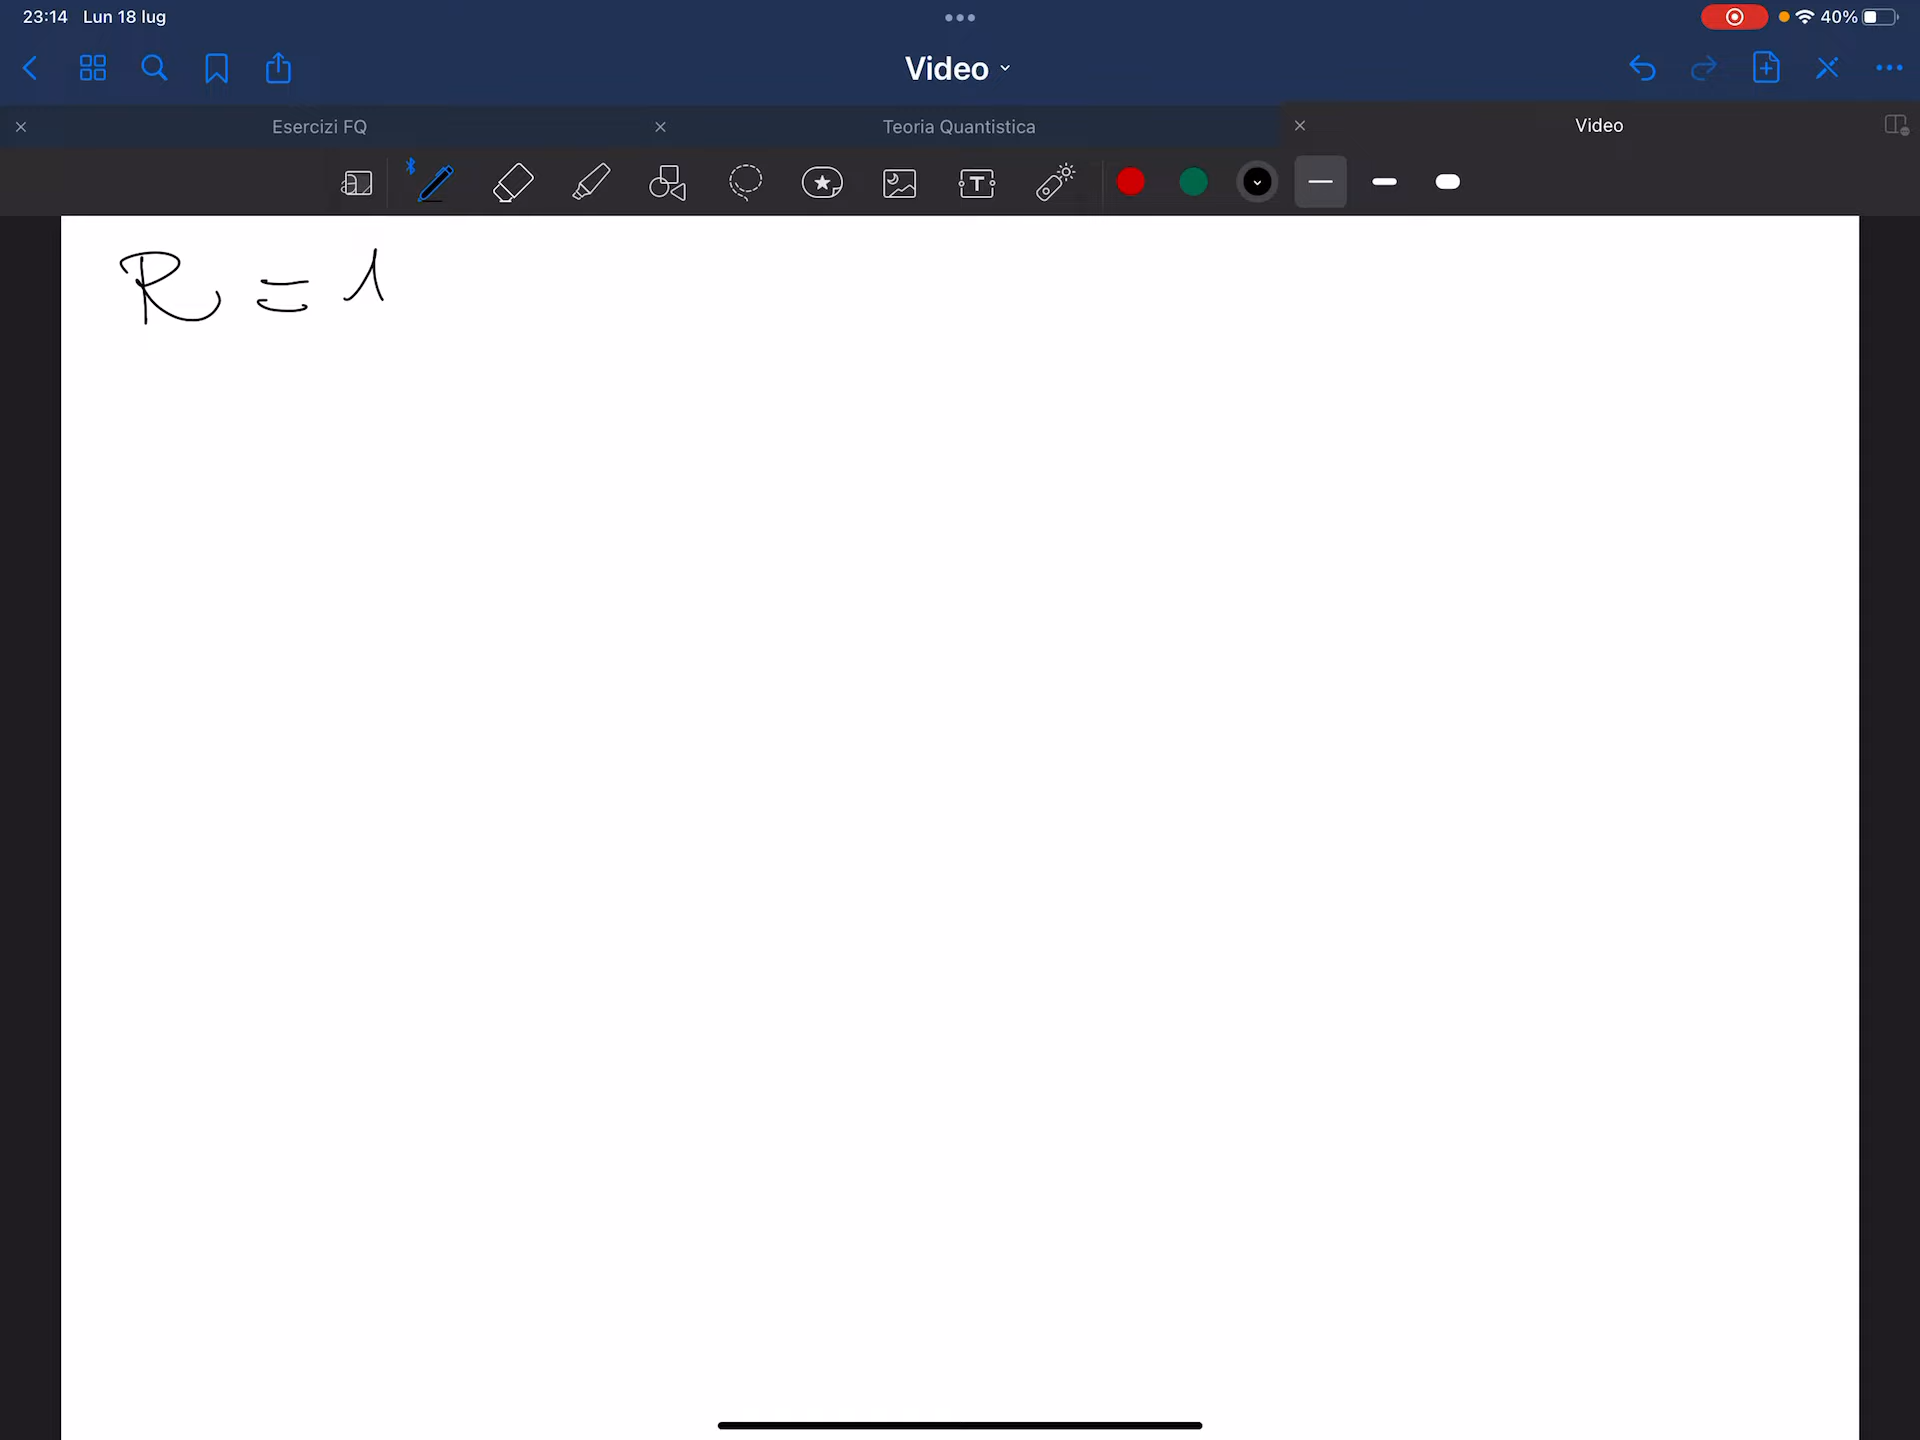 23:14 Lun 18 lug 40%
Video
Esercizi FQ Teoria Quantistica Video
T
R = 1